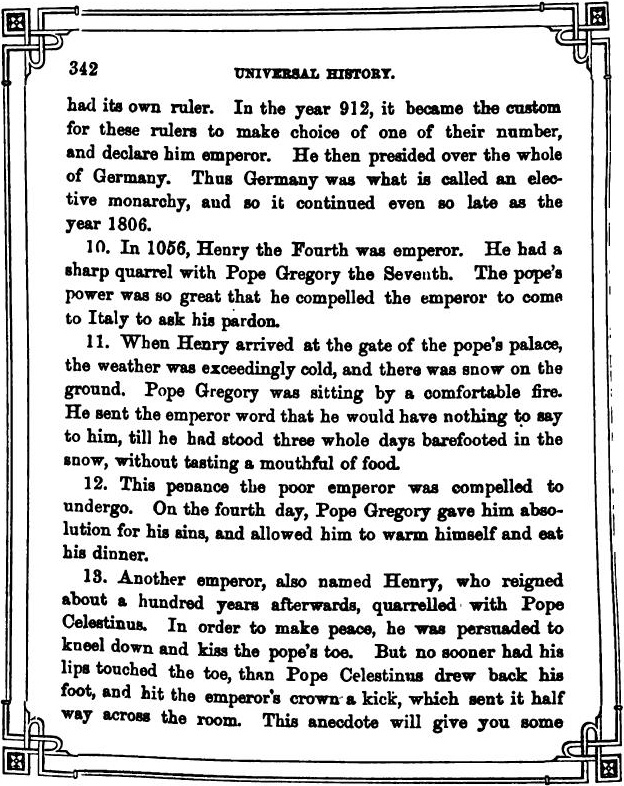 342
UNIVERSAL HISTORY.
had its own ruler. In the year 912, it became the custom
for these rulers to make choice of one of their number,
and declare him emperor. He then presided over the whole
of Germany. Thus Germany was what is called an elec-
tive monarchy, and so it continued even so late as the
year 1806.
10. In 1056, Henry the Fourth was emperor. He had a
sharp quarrel with Pope Gregory the Seventh. The pope's
power was so great that he compelled the emperor to come
to Italy to ask his pardon.
11. When Henry arrived at the gate of the pope's palace,
the weather was exceedingly cold, and there was snow on the
ground. Pope Gregory was sitting by a comfortable fire.
He sent the emperor word that he would have nothing to say
to him, till he had stood three whole days barefooted in the
snow, without tasting a mouthful of food.
12. This penance the poor emperor was compelled to
undergo. On the fourth day, Pope Gregory gave him abso-
lution for his sins, and allowed him to warm himself and eat
his dinner.
13. Another emperor, also named Henry, who reigned
about a hundred years afterwards, quarrelled with Pope
Celestinus. In order to make peace, he was persuaded to
kneel down and kiss the pope's toe. But no sooner had his
lips touched the toe, than Pope Celestinus drew back his
foot, and hit the emperor's crown a kick, which sent it half
way across the room. This anecdote will give you some